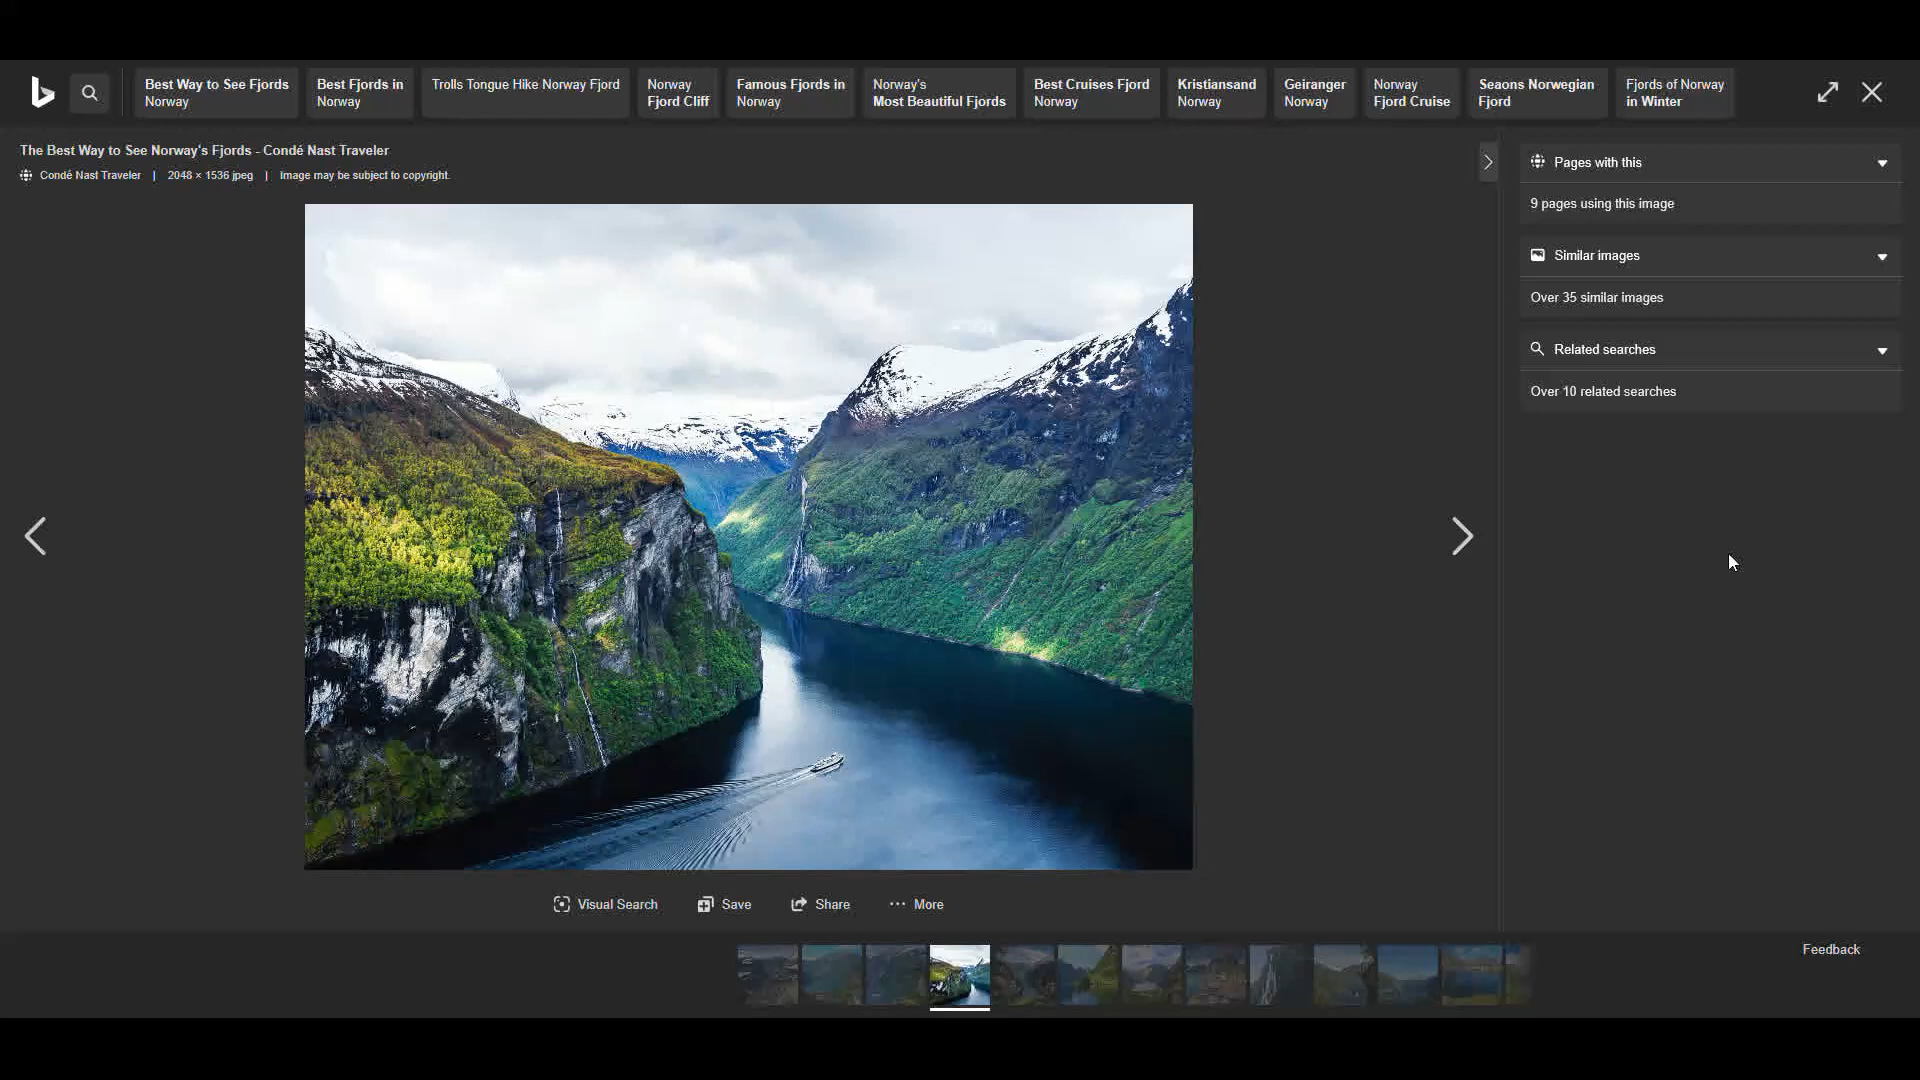 Best Way to See Fjords
Norway
Best Fjords in
Norway
Trolls Tongue Hike Norway Fjord
Norway
Fjord Cliff
Famous Fjords in
Norway
Norway's
Most Beautiful Fjords
Best Cruises Fjord
Norway
Kristiansand
Norway
Geiranger
Norway
Norway
Fjord Cruise
Seaons Norwegian
Fjord
Fjords of Norway
in Winter
The Best Way to See Norway's Fjords - Condé Nast Traveler
Condé Nast Traveler | 2048 × 1536 jpeg | Image may be subject to copyright.
Pages with this
9 pages using this image
Similar images
Over 35 similar images
Related searches
Over 10 related searches
Visual Search
Save
Share
More
Feedback